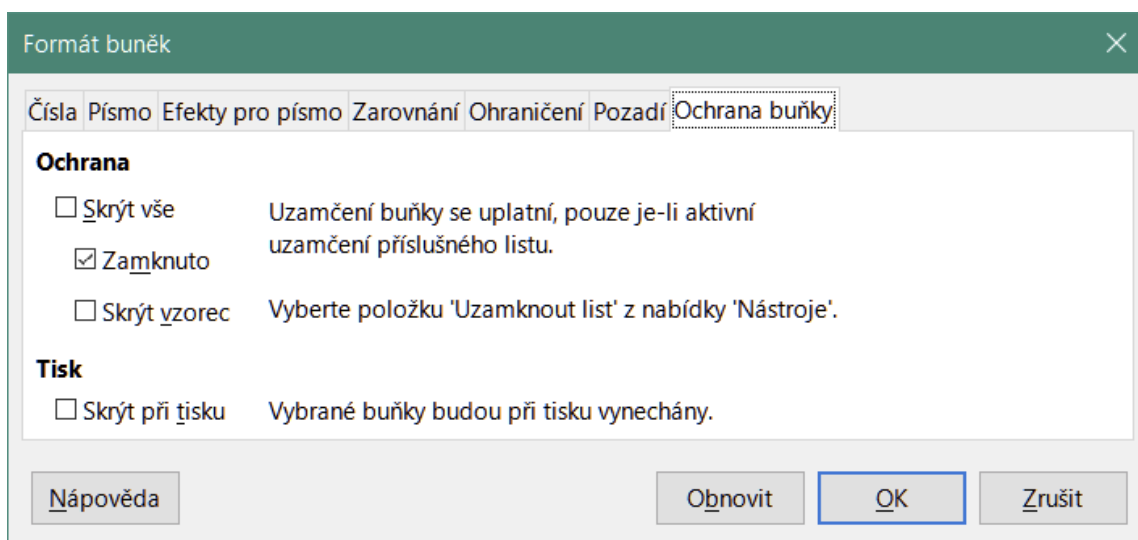 Formát buněk
Čísla Písmo Efekty pro písmo Zarovnání Ohraničení Pozadí Ochrana buňky
Ochrana
Skrýt vše
Uzamčení buňky se uplatní, pouze je-li aktivní
uzamčení příslušného listu.
Zamknuto
Skrýt vzorec Vyberte položku 'Uzamknout list' z nabídky 'Nástroje'.
Tisk
Skrýt při tisku Vybrané buňky budou při tisku vynechány.
Nápověda Obnovit OK Zrušit